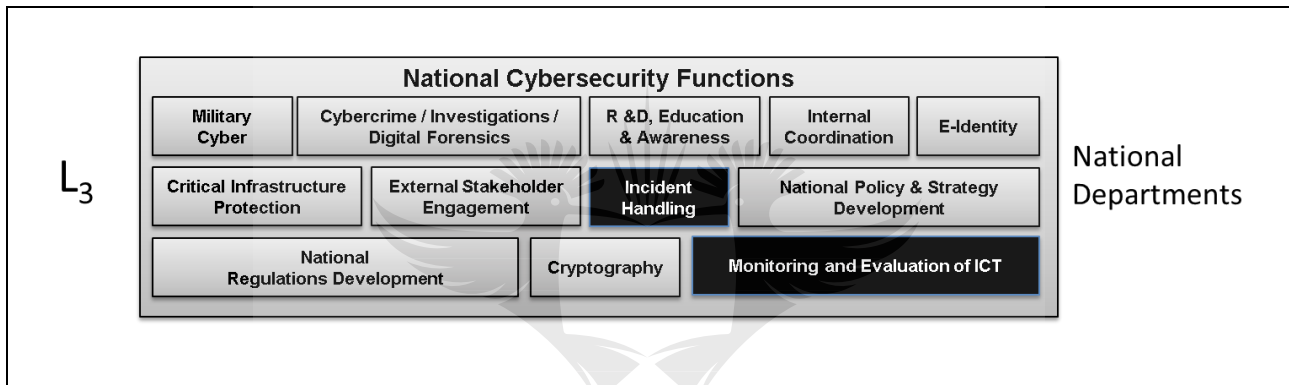 National Cybersecurity Functions
Military
Cyber
Cybercrime / Investigations /
Digital Forensics
R &D, Education
& Awareness
Internal
Coordination
E-Identity
L3
Critical Infrastructure
Protection
External Stakeholder
Engagement
Incident
Handling
National Policy & Strategy
Development
National
Departments
National
Regulations Development
Cryptography
Monitoring and Evaluation of ICT